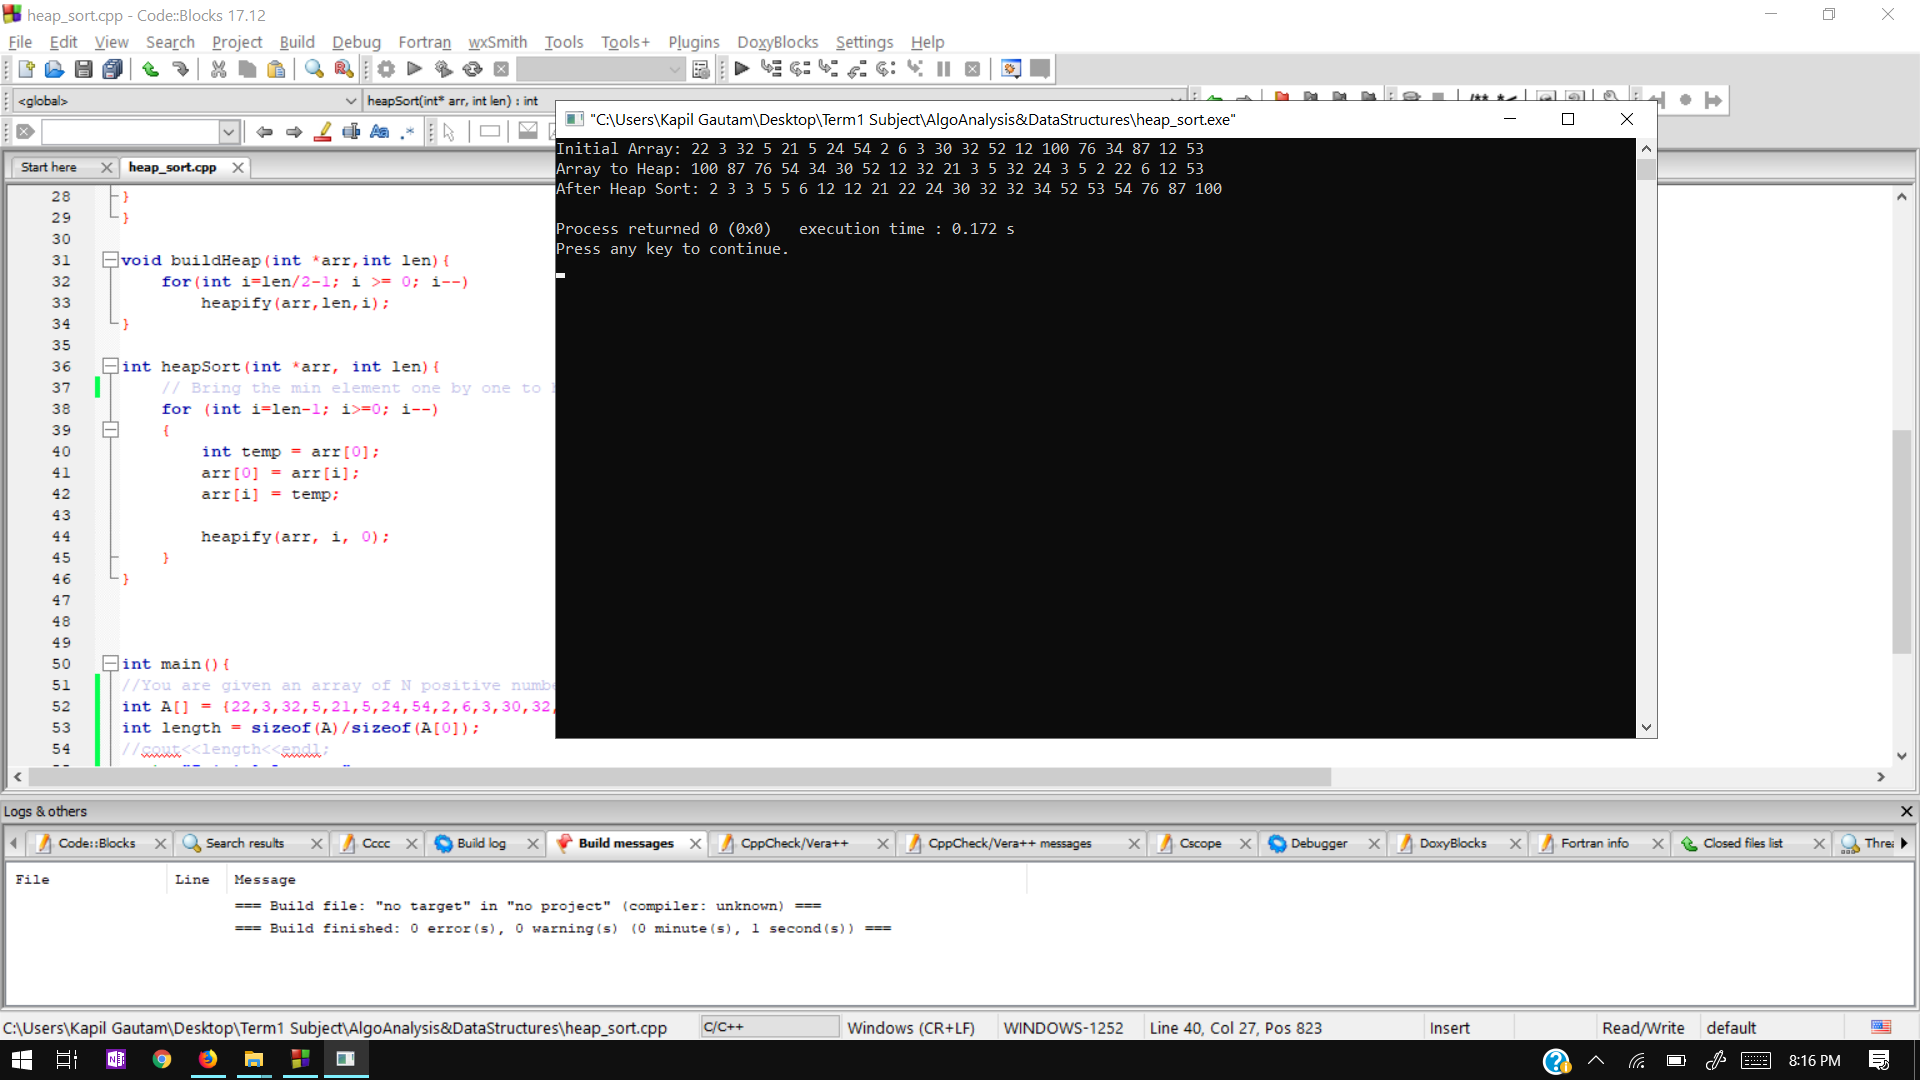 heap_sort.cpp - Code::Blocks 17.12
File Edit View Search Project Build Debug Fortran wxSmith Tools Tools+ Plugins DoxyBlocks Settings Help
<global> heapSort(int* arr, int len) : int
"C:\Users\Kapil Gautam\Desktop\Term1 Subject\AlgoAnalysis&DataStructures\heap_sort.exe"
Initial Array: 22 3 32 5 21 5 24 54 2 6 3 30 32 52 12 100 76 34 87 12 53
Array to Heap: 100 87 76 54 34 30 52 12 32 21 3 5 32 24 3 5 2 22 6 12 53
After Heap Sort: 2 3 3 5 5 6 12 12 21 22 24 30 32 32 34 52 53 54 76 87 100
Process returned 0 (0x0)   execution time : 0.172 s
Press any key to continue.
Start here heap_sort.cpp
28 }
29 }
30
31 void buildHeap(int *arr,int len){
32 for(int i=len/2-1; i >= 0; i--)
33 heapify(arr,len,i);
34 }
35
36 int heapSort(int *arr, int len){
37 // Bring the min element one by one to
38 for (int i=len-1; i>=0; i--)
39 {
40 int temp = arr[0];
41 arr[0] = arr[i];
42 arr[i] = temp;
43
44 heapify(arr, i, 0);
45 }
46 }
47
48
49
50 int main(){
51 //You are given an array of N positive
52 int A[] = {22,3,32,5,21,5,24,54,2,6,3,30,32,
53 int length = sizeof(A)/sizeof(A[0]);
54 //cout<<length<<endl;
Logs & others
Code::Blocks Search results Cccc Build log Build messages CppCheck/Vera++ CppCheck/Vera++ messages Cscope Debugger DoxyBlocks Fortran info Closed files list
File Line Message
=== Build file: "no target" in "no project" (compiler: unknown) ===
=== Build finished: 0 error(s), 0 warning(s) (0 minute(s), 1 second(s)) ===
C:\Users\Kapil Gautam\Desktop\Term1 Subject\AlgoAnalysis&DataStructures\heap_sort.cpp C/C++ Windows (CR+LF) WINDOWS-1252 Line 40, Col 27, Pos 823 Insert Read/Write default
8:16 PM